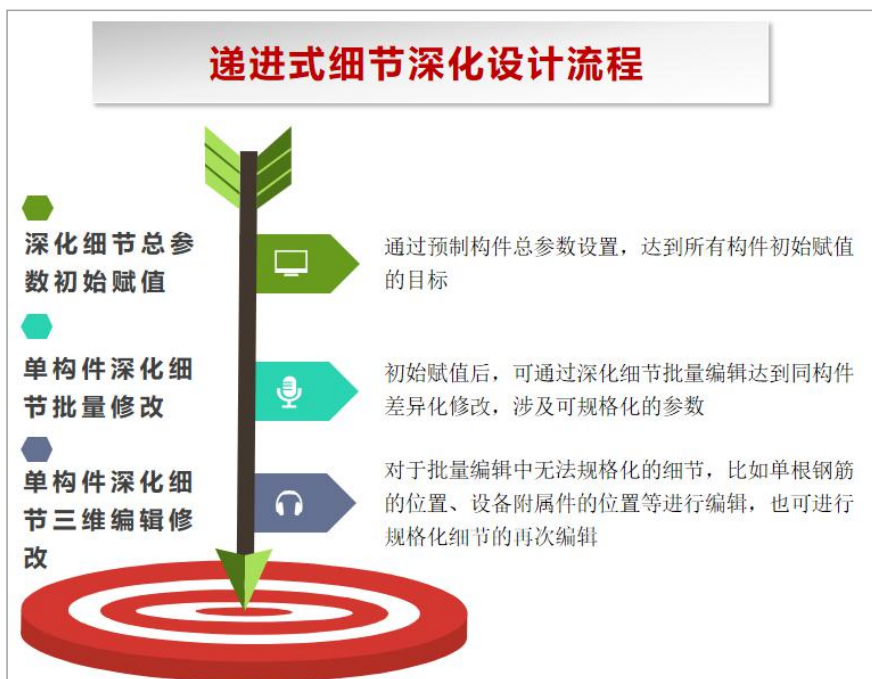 递进式细节深化设计流程
深化细节总参
数初始赋值
通过预制构件总参数设置，达到所有构件初始赋值
的目标
单构件深化细
节批量修改
初始赋值后，可通过深化细节批量编辑达到同构件
差异化修改，涉及可规格化的参数
单构件深化细
节三维编辑修
改
对于批量编辑中无法规格化的细节，比如单根钢筋
的位置、设备附属件的位置等进行编辑，也可进行
规格化细节的再次编辑